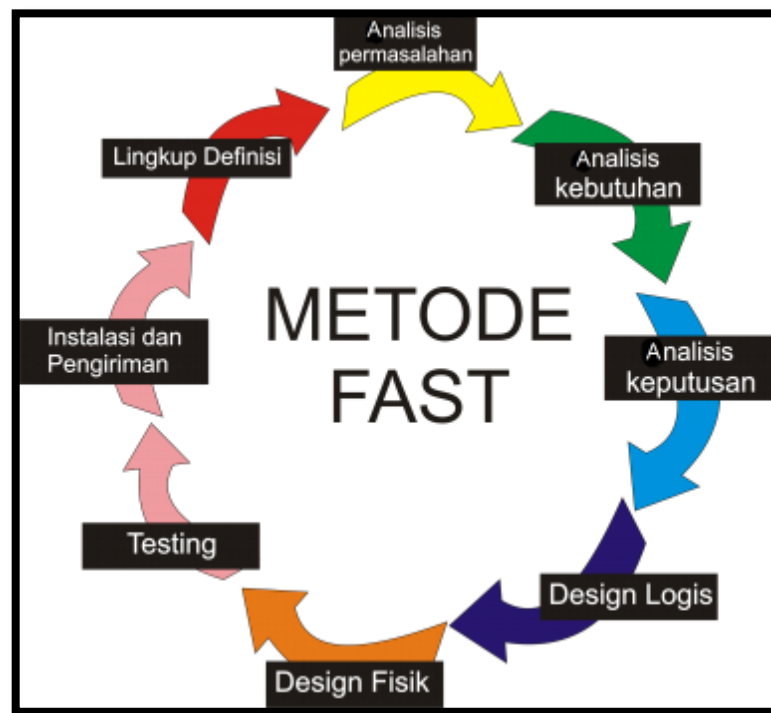 Analisis
permasalahan
Lingkup Definisi
Analisis
kebutuhan
METODE
FAST
Instalasi dan
Pengiriman
Analisis
keputusan
Testing
Design Logis
Design Fisik